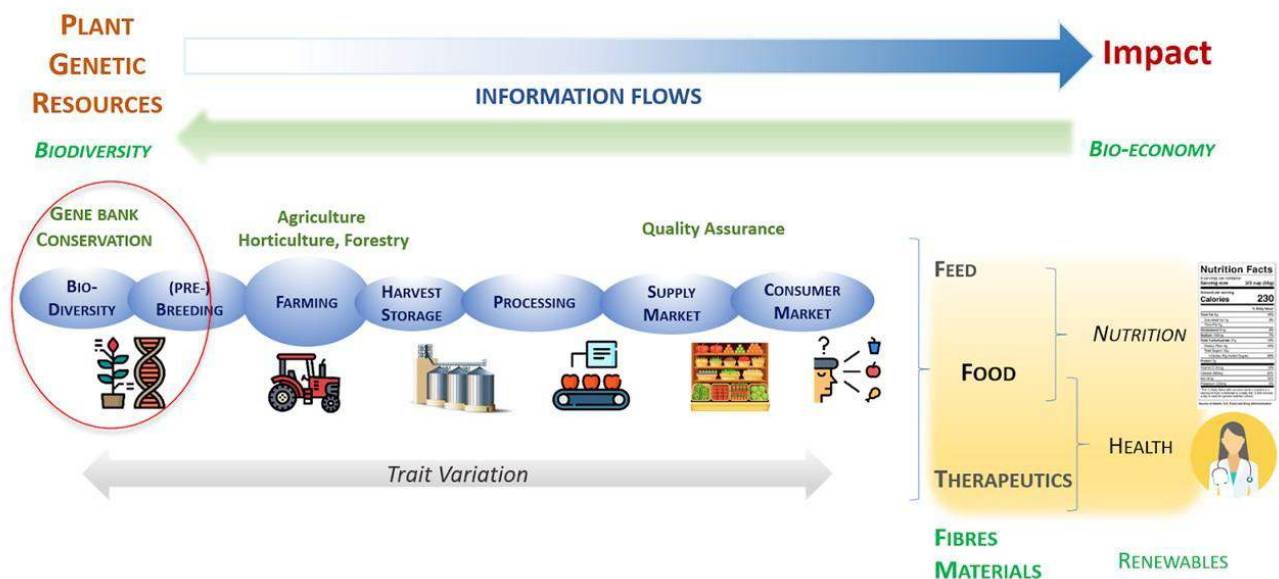 PLANT
GENETIC
RESOURCES
Impact
INFORMATION FLOWS
BIODIVERSITY
BIO-ECONOMY
GENE BANK
CONSERVATION
Agriculture
Horticulture, Forestry
Quality Assurance
BIO-
DIVERSITY
(PRE-)
BREEDING
FARMING
HARVEST
STORAGE
PROCESSING
SUPPLY
MARKET
CONSUMER
MARKET
?
Trait Variation
FEED
FOOD
THERAPEUTICS
NUTRITION
HEALTH
Nutrition Facts
Calories 230
FIBRES
MATERIALS
RENEWABLES